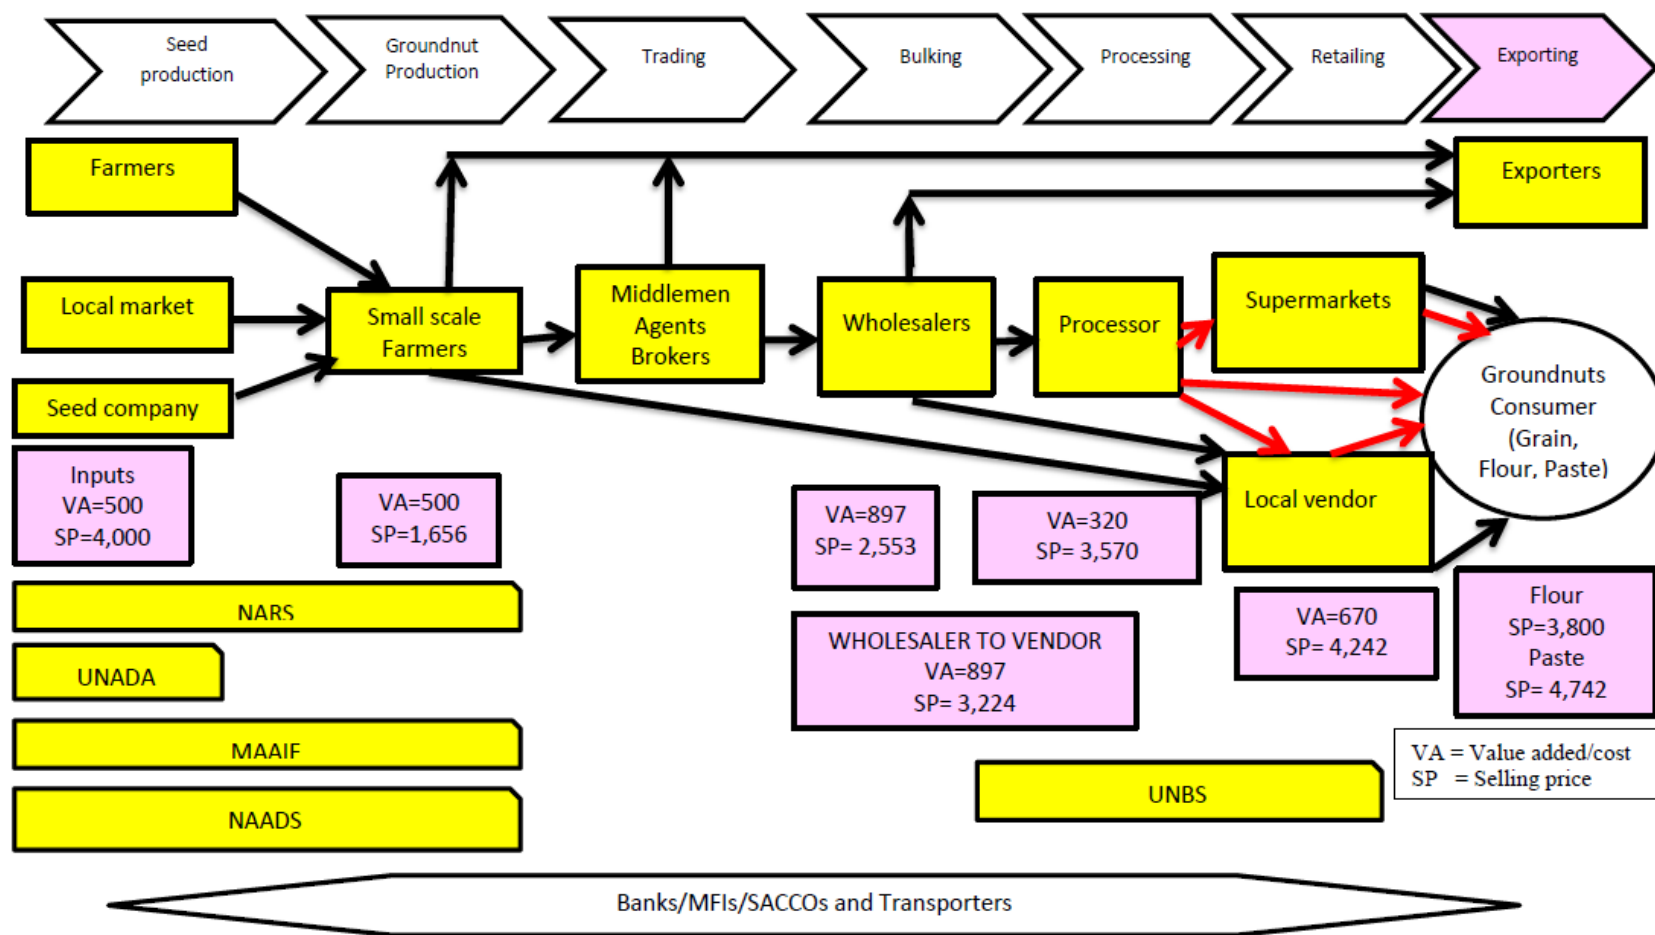 Seed
production
Groundnut
Production
Trading
Bulking
Processing
Retailing
Exporting
Farmers
Exporters
Local market
Small scale
Farmers
Middlemen
Agents
Brokers
Wholesalers
Processor
Supermarkets
Seed company
Groundnuts
Consumer
(Grain,
Flour, Paste)
Local vendor
Inputs
VA=500
SP=4,000
VA=500
SP=1,656
VA=897
SP= 2,553
VA=320
SP= 3,570
WHOLESALER TO VENDOR
VA=897
SP= 3,224
VA=670
SP= 4,242
Flour
SP=3,800
Paste
SP= 4,742
NARS
UNADA
MAAIF
NAADS
UNBS
VA = Value added/cost
SP = Selling price
Banks/MFIs/SACCOs and Transporters